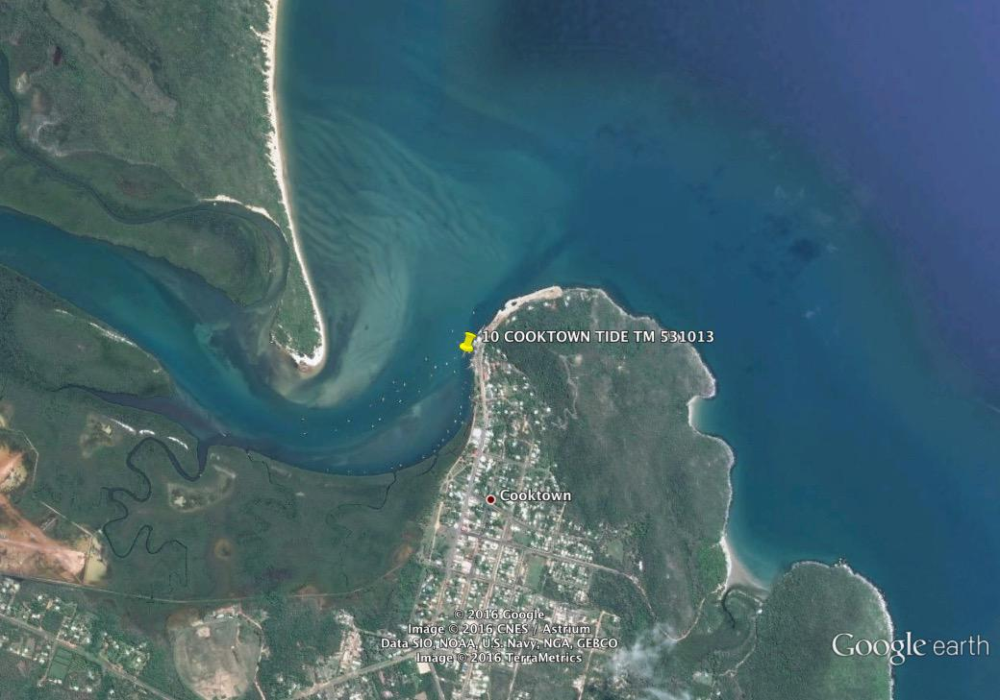 10 COOKTOWN TIDE TM 531013
Cooktown
© 2016 Google
Image © 2016 CNES / Astrium
Data SIO, NOAA, U.S. Navy, NGA, GEBCO
Image © 2016 TerraMetrics
Google earth